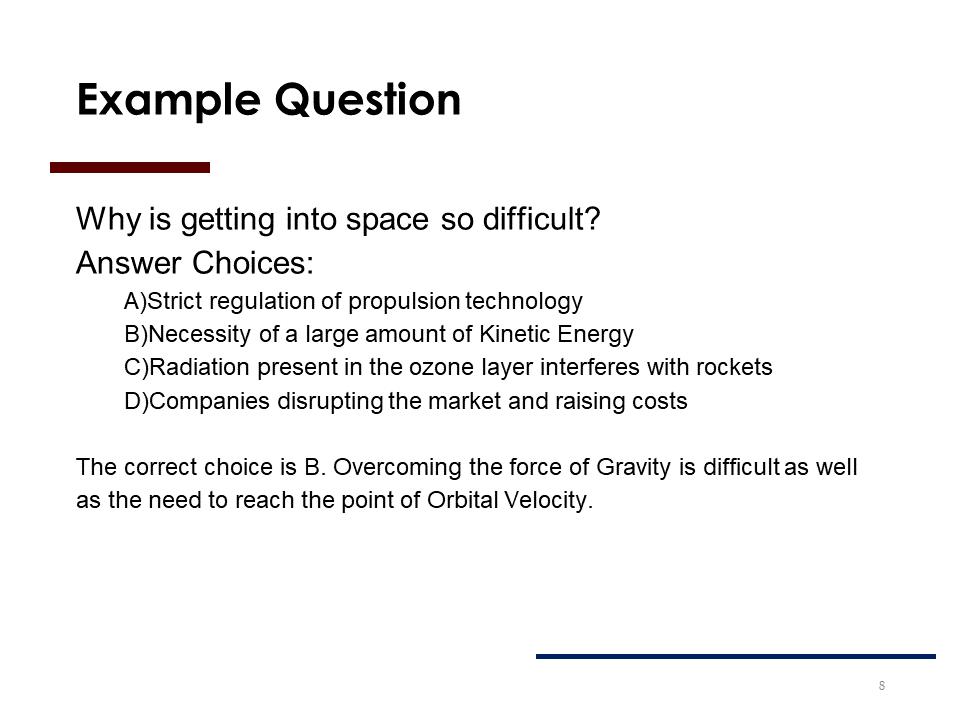 Example Question
Why is getting into space so difficult?
Answer Choices:
A)Strict regulation of propulsion technology
B)Necessity of a large amount of Kinetic Energy
C)Radiation present in the ozone layer interferes with rockets
D)Companies disrupting the market and raising costs
The correct choice is B. Overcoming the force of Gravity is difficult as well
as the need to reach the point of Orbital Velocity.
8